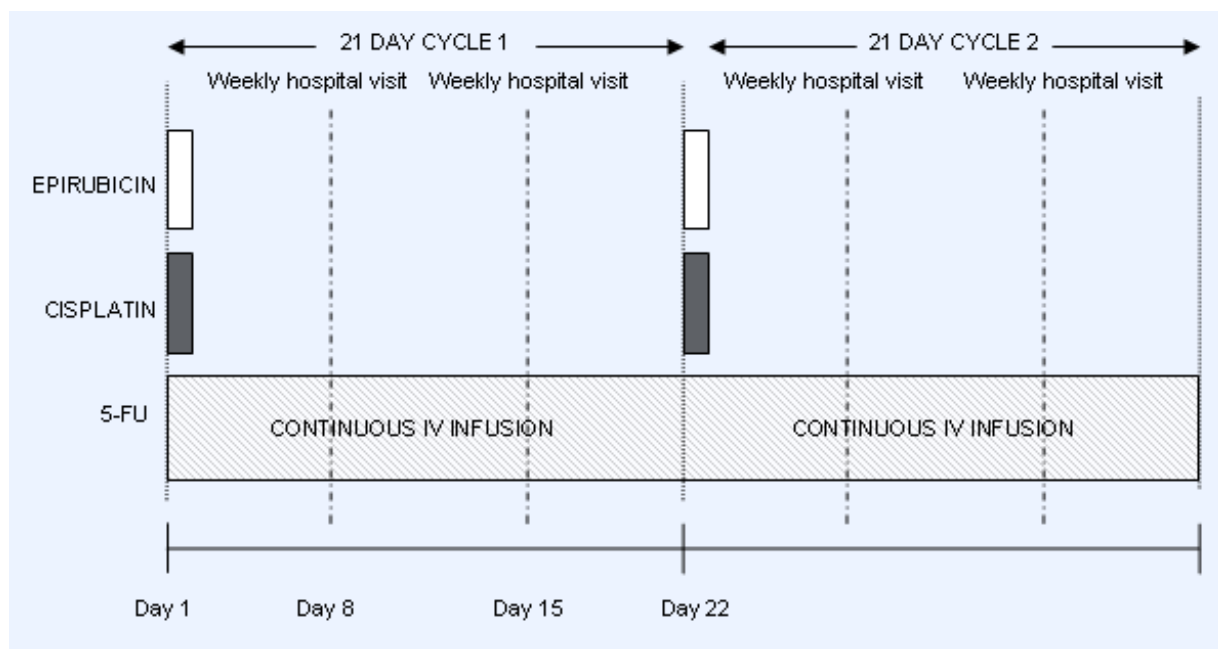 21 DAY CYCLE 1 21 DAY CYCLE 2
Weekly hospital visit Weekly hospital visit Weekly hospital visit Weekly hospital visit
EPIRUBICIN
CISPLATIN
5-FU
CONTINUOUS IV INFUSION CONTINUOUS IV INFUSION
Day 1 Day 8 Day 15 Day 22